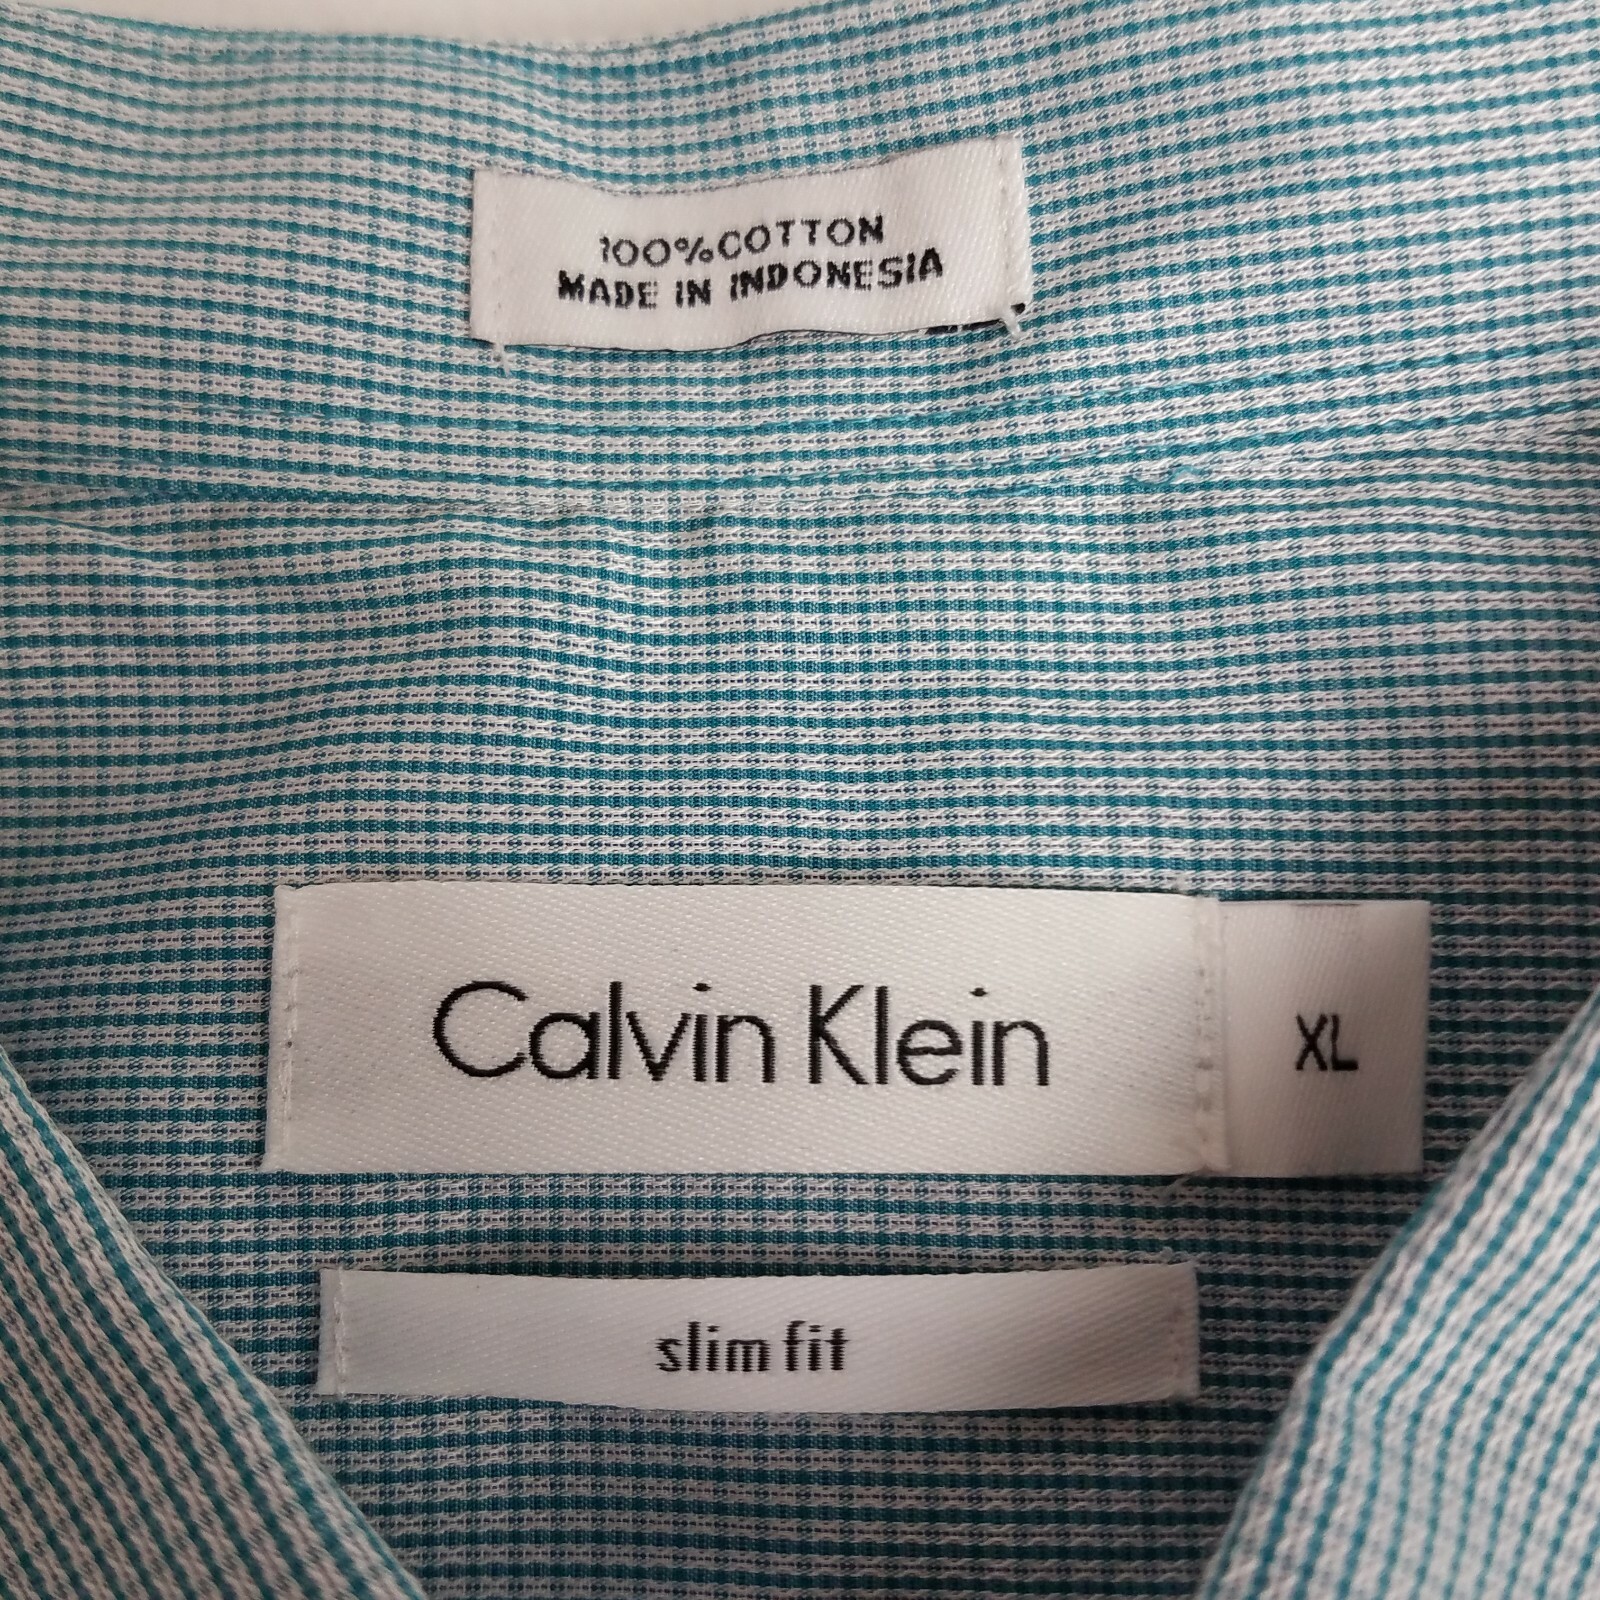 100%COTTON
MADE IN INDONESIA
Calvin Klein
XL
slim fit